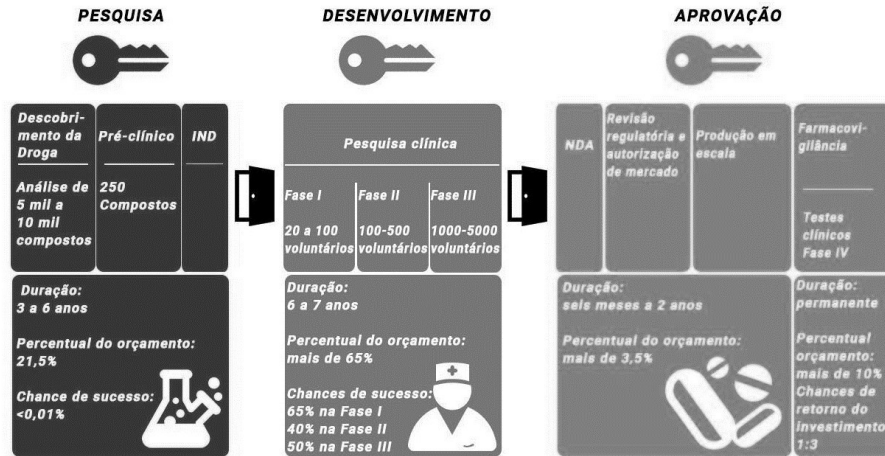 PESQUISA
DESENVOLVIMENTO
APROVAÇÃO
Descobri-
mento da
Droga
Análise de
5 mil a
10 mil
compostos
Pré-clínico
250
Compostos
IND
Duração:
3 a 6 anos
Percentual do orçamento:
21,5%
Chance de sucesso:
<0,01%
Pesquisa clínica
Fase I
20 a 100
voluntários
Fase II
100-500
voluntários
Fase III
1000-5000
voluntários
Duração:
6 a 7 anos
Percentual do orçamento:
mais de 65%
Chances de sucesso:
65% na Fase I
40% na Fase II
50% na Fase III
NDA
Revisão
regulatória e
autorização
de mercado
Produção em
escala
Farmacovi-
gilância
Testes
clínicos
Fase IV
Duração:
seis meses a 2 anos
Percentual do orçamento:
mais de 3,5%
Duração:
permanente
Percentual
orçamento:
mais de 10%
Chances de
retorno do
investimento
1:3